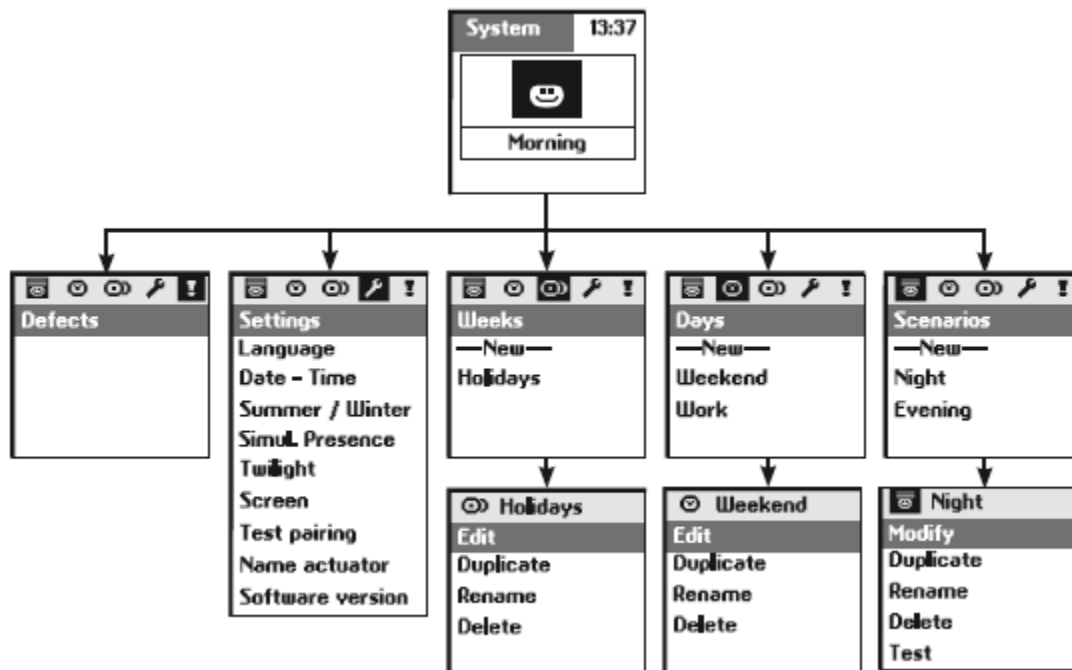 System 13:37
Morning
Defects
Settings
Language
Date - Time
Summer / Winter
Simul. Presence
Twilight
Screen
Test pairing
Name actuator
Software version
Weeks
—New—
Holidays
Days
—New—
Weekend
Work
Scenarios
—New—
Night
Evening
Holidays
Edit
Duplicate
Rename
Delete
Weekend
Edit
Duplicate
Rename
Delete
Night
Modify
Duplicate
Rename
Delete
Test